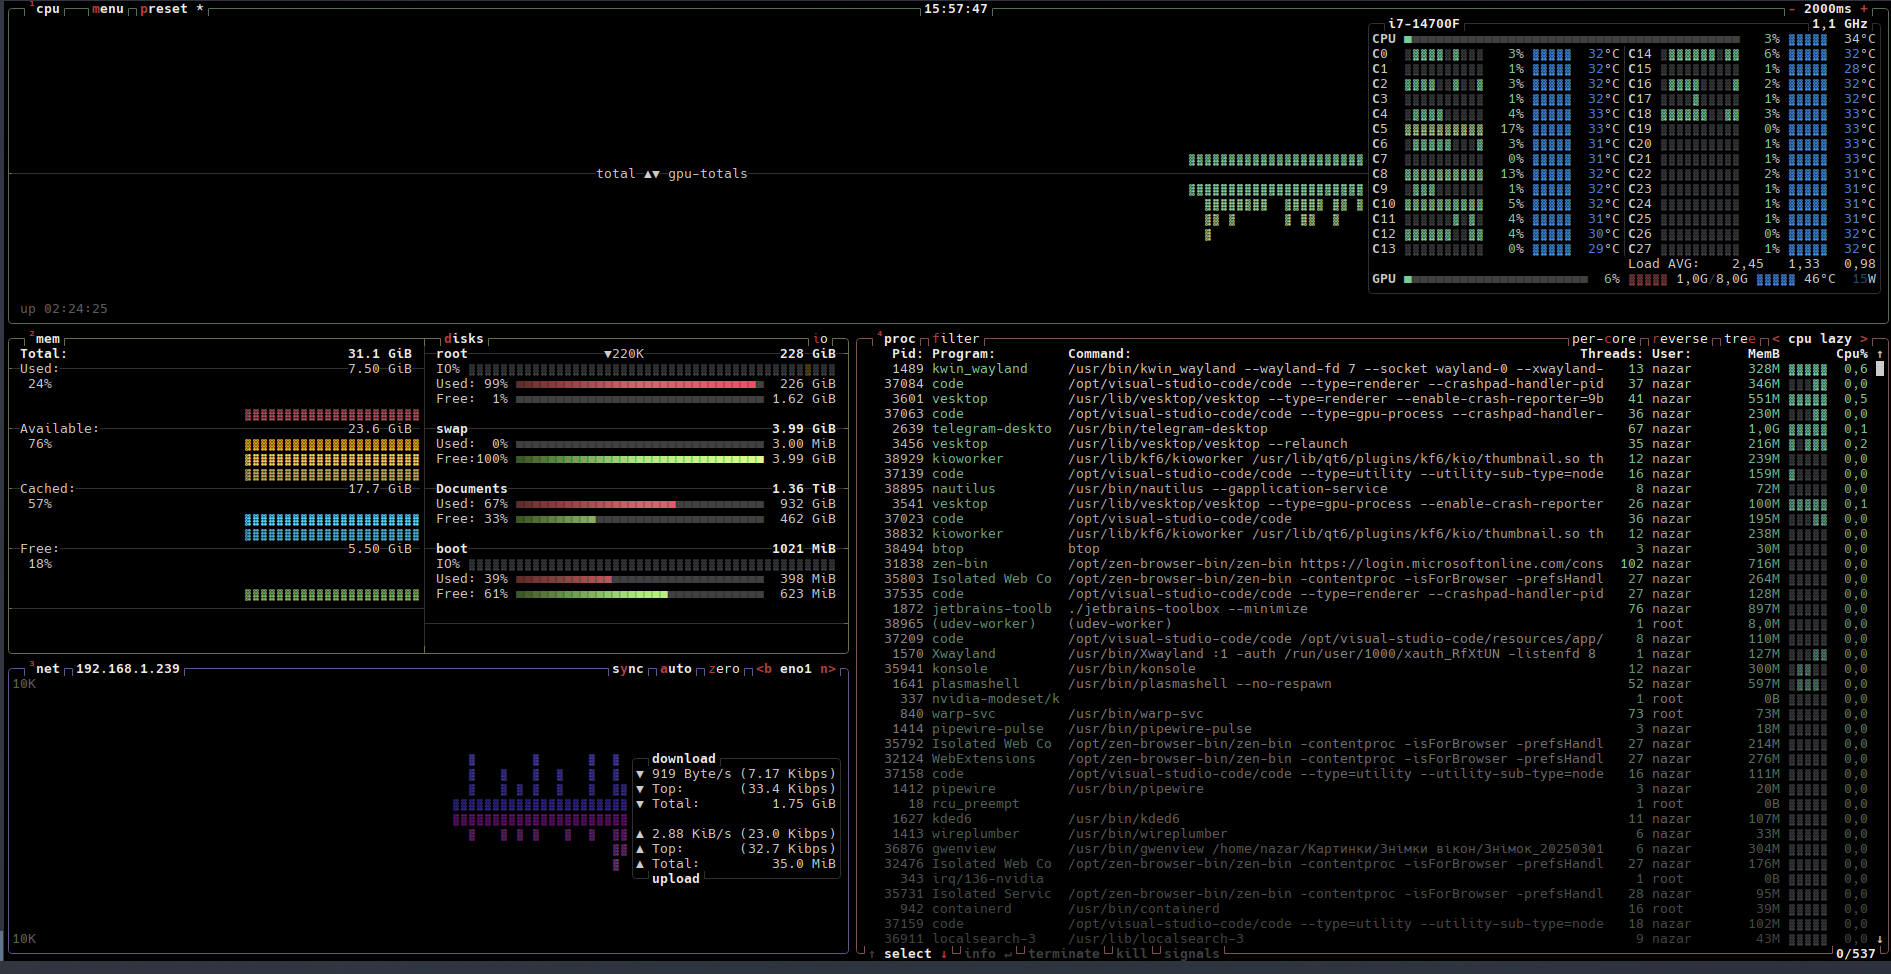 ¹cpu menu preset * 15:57:47 - 2000ms +
i7-14700F 1,1 GHz
CPU 3% 34°C
C0 3% 32°C C14 6% 32°C
C1 1% 32°C C15 1% 28°C
C2 3% 32°C C16 2% 32°C
C3 1% 32°C C17 1% 32°C
C4 4% 33°C C18 3% 33°C
C5 17% 33°C C19 0% 33°C
C6 3% 31°C C20 1% 33°C
C7 0% 31°C C21 1% 33°C
total ▲▼ gpu-totals
C8 13% 32°C C22 2% 31°C
C9 1% 32°C C23 1% 31°C
C10 5% 32°C C24 1% 31°C
C11 4% 31°C C25 1% 31°C
C12 4% 30°C C26 0% 32°C
C13 0% 29°C C27 1% 32°C
Load AVG: 2,45 1,33 0,98
GPU 6% 1,0G/8,0G 46°C 15W
up 02:24:25
²mem
Total: 31.1 GiB
Used: 7.50 GiB
24%
Available: 23.6 GiB
76%
Cached: 17.7 GiB
57%
Free: 5.50 GiB
18%
disks io
root ▼220K 228 GiB
IO%
Used: 99% 226 GiB
Free: 1% 1.62 GiB
swap 3.99 GiB
Used: 0% 3.00 MiB
Free:100% 3.99 GiB
Documents 1.36 TiB
Used: 67% 932 GiB
Free: 33% 462 GiB
boot 1021 MiB
IO%
Used: 39% 398 MiB
Free: 61% 623 MiB
³net 192.168.1.239 sync auto zero <b eno1 n>
10K
download
▼ 919 Byte/s (7.17 Kibps)
▼ Top: (33.4 Kibps)
▼ Total: 1.75 GiB
▲ 2.88 KiB/s (23.0 Kibps)
▲ Top: (32.7 Kibps)
▲ Total: 35.0 MiB
upload
10K
⁴proc filter per-core reverse tree < cpu lazy >
Pid: Program: Command: Threads: User: MemB Cpu% ↑
1489 kwin_wayland /usr/bin/kwin_wayland --wayland-fd 7 --socket wayland-0 --xwayland- 13 nazar 328M 0,6
37084 code /opt/visual-studio-code/code --type=renderer --crashpad-handler-pid 37 nazar 346M 0,0
3601 vesktop /usr/lib/vesktop/vesktop --type=renderer --enable-crash-reporter=9b 41 nazar 551M 0,5
37063 code /opt/visual-studio-code/code --type=gpu-process --crashpad-handler- 36 nazar 230M 0,0
2639 telegram-deskto /usr/bin/telegram-desktop 67 nazar 1,0G 0,1
3456 vesktop /usr/lib/vesktop/vesktop --relaunch 35 nazar 216M 0,2
38929 kioworker /usr/lib/kf6/kioworker /usr/lib/qt6/plugins/kf6/kio/thumbnail.so th 12 nazar 239M 0,0
37139 code /opt/visual-studio-code/code --type=utility --utility-sub-type=node 16 nazar 159M 0,0
38895 nautilus /usr/bin/nautilus --gapplication-service 8 nazar 72M 0,0
3541 vesktop /usr/lib/vesktop/vesktop --type=gpu-process --enable-crash-reporter 26 nazar 100M 0,1
37023 code /opt/visual-studio-code/code 36 nazar 195M 0,0
38832 kioworker /usr/lib/kf6/kioworker /usr/lib/qt6/plugins/kf6/kio/thumbnail.so th 12 nazar 238M 0,0
38494 btop btop 3 nazar 30M 0,0
31838 zen-bin /opt/zen-browser-bin/zen-bin https://login.microsoftonline.com/cons 102 nazar 716M 0,0
35803 Isolated Web Co /opt/zen-browser-bin/zen-bin -contentproc -isForBrowser -prefsHandl 27 nazar 264M 0,0
37535 code /opt/visual-studio-code/code --type=renderer --crashpad-handler-pid 27 nazar 128M 0,0
1872 jetbrains-toolb ./jetbrains-toolbox --minimize 76 nazar 897M 0,0
38965 (udev-worker) (udev-worker) 1 root 8,0M 0,0
37209 code /opt/visual-studio-code/code /opt/visual-studio-code/resources/app/ 8 nazar 110M 0,0
1570 Xwayland /usr/bin/Xwayland :1 -auth /run/user/1000/xauth_RfXtUN -listenfd 8 1 nazar 127M 0,0
35941 konsole /usr/bin/konsole 12 nazar 300M 0,0
1641 plasmashell /usr/bin/plasmashell --no-respawn 52 nazar 597M 0,0
337 nvidia-modeset/k 1 root 0B 0,0
840 warp-svc /usr/bin/warp-svc 73 root 73M 0,0
1414 pipewire-pulse /usr/bin/pipewire-pulse 3 nazar 18M 0,0
35792 Isolated Web Co /opt/zen-browser-bin/zen-bin -contentproc -isForBrowser -prefsHandl 27 nazar 214M 0,0
32124 WebExtensions /opt/zen-browser-bin/zen-bin -contentproc -isForBrowser -prefsHandl 27 nazar 276M 0,0
37158 code /opt/visual-studio-code/code --type=utility --utility-sub-type=node 16 nazar 111M 0,0
1412 pipewire /usr/bin/pipewire 3 nazar 20M 0,0
18 rcu_preempt 1 root 0B 0,0
1627 kded6 /usr/bin/kded6 11 nazar 107M 0,0
1413 wireplumber /usr/bin/wireplumber 6 nazar 33M 0,0
36876 gwenview /usr/bin/gwenview /home/nazar/Картинки/Знімки вікон/Знімок_20250301 6 nazar 304M 0,0
32476 Isolated Web Co /opt/zen-browser-bin/zen-bin -contentproc -isForBrowser -prefsHandl 27 nazar 176M 0,0
343 irq/136-nvidia 1 root 0B 0,0
35731 Isolated Servic /opt/zen-browser-bin/zen-bin -contentproc -isForBrowser -prefsHandl 28 nazar 95M 0,0
942 containerd /usr/bin/containerd 16 root 39M 0,0
37159 code /opt/visual-studio-code/code --type=utility --utility-sub-type=node 18 nazar 102M 0,0
36911 localsearch-3 /usr/lib/localsearch-3 9 nazar 43M 0,0 ↓
↑ select ↓ info ↵ terminate kill signals 0/537